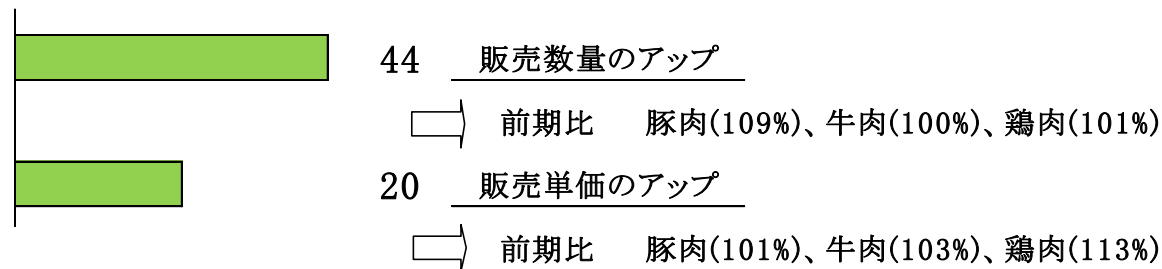 44 販売数量のアップ
前期比 豚肉(109%)、牛肉(100%)、鶏肉(101%)
20 販売単価のアップ
前期比 豚肉(101%)、牛肉(103%)、鶏肉(113%)